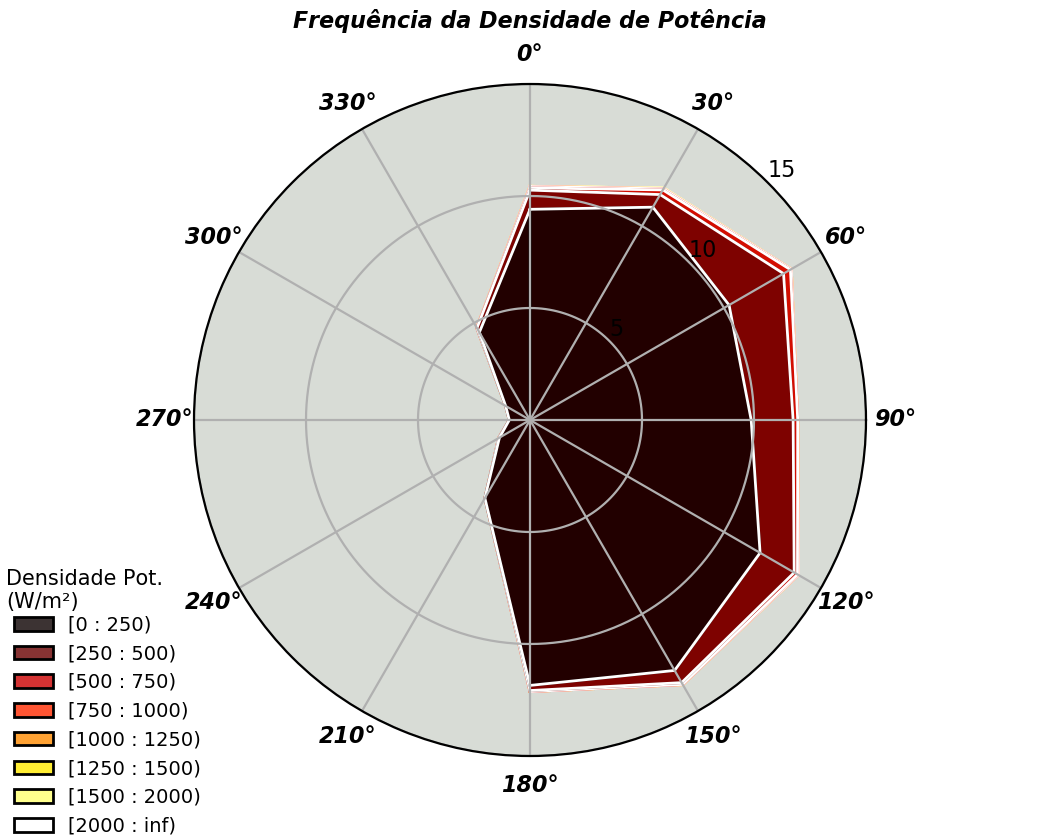 Frequência da Densidade de Potência
0°
330°
30°
15
300°
60°
10
5
270°
90°
Densidade Pot.
(W/m²)
240°
120°
[0 : 250)
[250 : 500)
[500 : 750)
[750 : 1000)
210°
150°
[1000 : 1250)
[1250 : 1500)
180°
[1500 : 2000)
[2000 : inf)